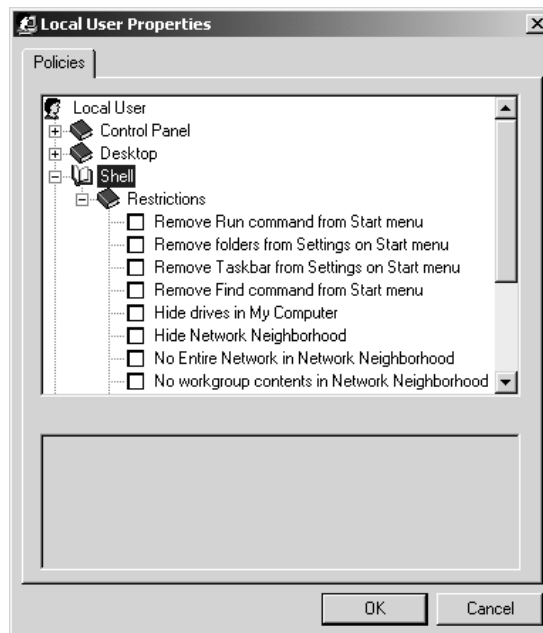 Local User Properties
Policies
Local User
Control Panel
Desktop
Shell
Restrictions
Remove Run command from Start menu
Remove folders from Settings on Start menu
Remove Taskbar from Settings on Start menu
Remove Find command from Start menu
Hide drives in My Computer
Hide Network Neighborhood
No Entire Network in Network Neighborhood
No workgroup contents in Network Neighborhood
OK Cancel